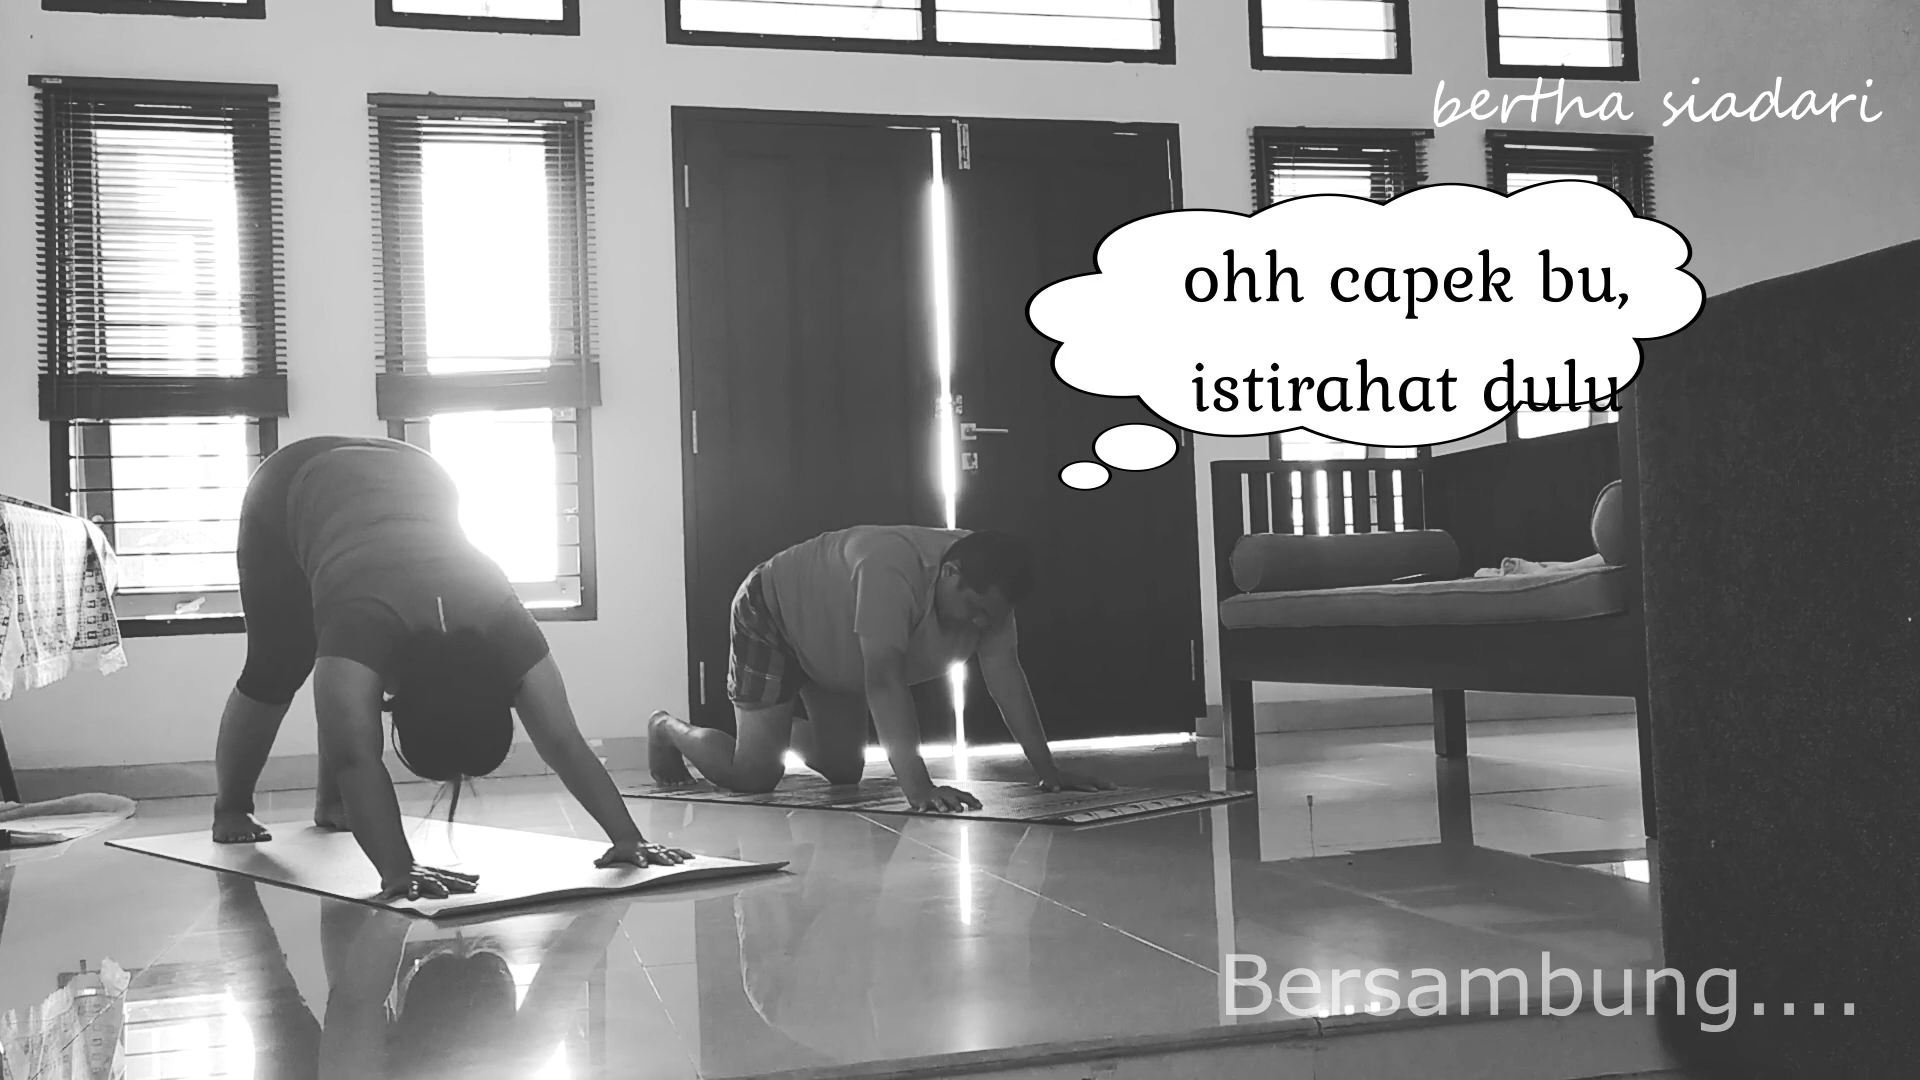 bertha siadari
ohh capek bu,
istirahat dulu
Bersambung....